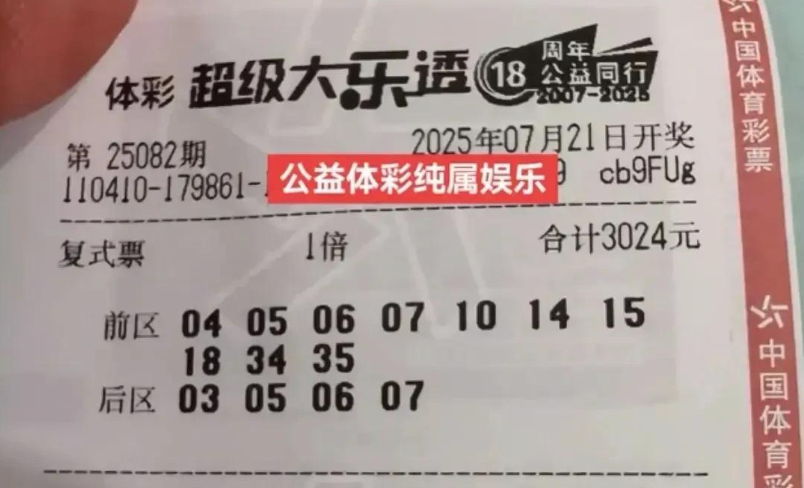 体彩 超级大乐透 18 周年
公益同行
2007-2025
第 25082期 2025年07月21日开奖
110410-179861- 公益体彩纯属娱乐 9 cb9FUg
复式票 1倍 合计3024元
前区 04 05 06 07 10 14 15
18 34 35
后区 03 05 06 07
中国体育彩票
中国体育彩